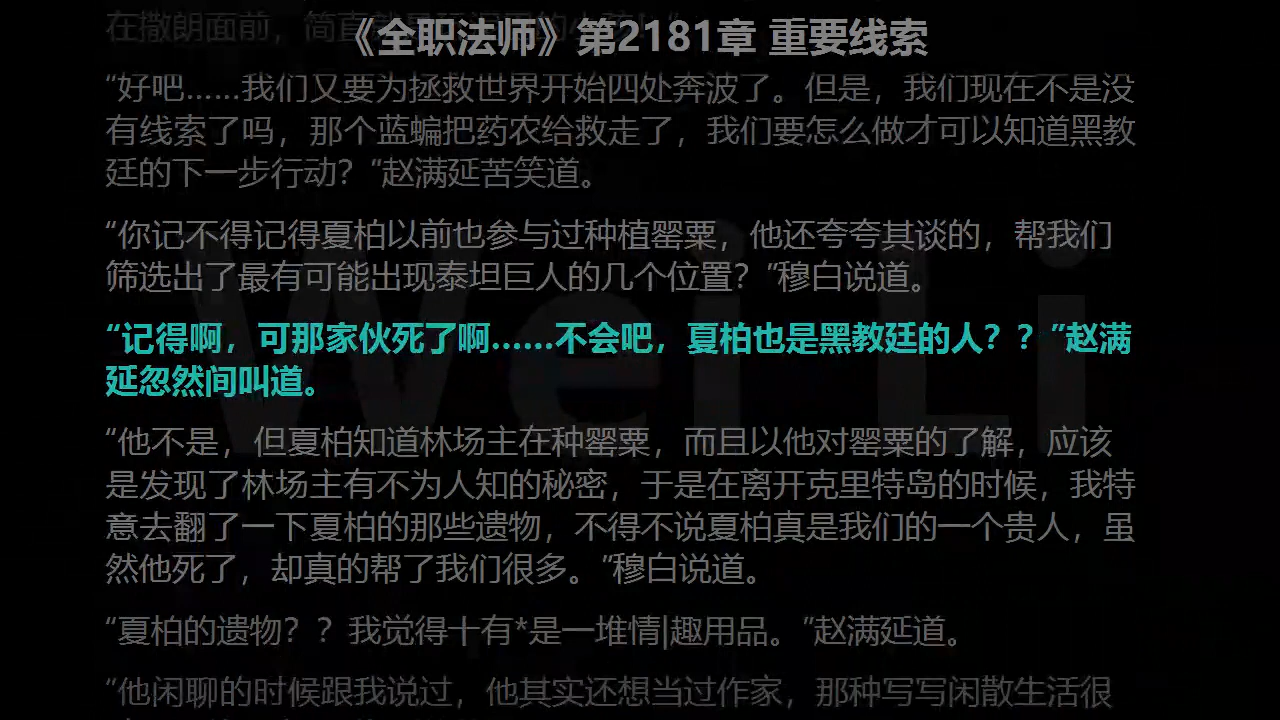 《全职法师》第2181章 重要线索
在撒朗面前，简直就是
“好吧……我们又要为拯救世界开始四处奔波了。但是，我们现在不是没
有线索了吗，那个蓝蝙把药农给救走了，我们要怎么做才可以知道黑教
廷的下一步行动？“赵满延苦笑道。
“你记不得记得夏柏以前也参与过种植罂粟，他还夸夸其谈的，帮我们
筛选出了最有可能出现泰坦巨人的几个位置？”穆白说道。
“记得啊，可那家伙死了啊……不会吧，夏柏也是黑教廷的人？？”赵满
延忽然间叫道。
“他不是，但夏柏知道林场主在种罂粟，而且以他对罂粟的了解，应该
是发现了林场主有不为人知的秘密，于是在离开克里特岛的时候，我特
意去翻了一下夏柏的那些遗物，不得不说夏柏真是我们的一个贵人，虽
然他死了，却真的帮了我们很多。”穆白说道。
“夏柏的遗物？？我觉得十有*是一堆情|趣用品。”赵满延道。
“他闲聊的时候跟我说过，他其实还想当过作家，那种写写闲散生活很
Wei Li